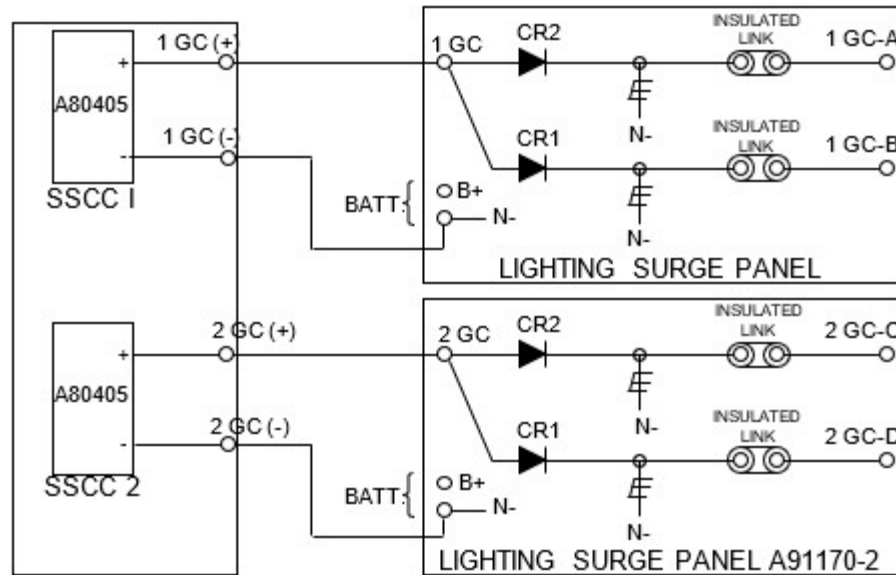 1 GC (+)
+
A80405
1 GC (-)
-
SSCC I
1 GC
CR2
INSULATED
LINK
1 GC-A
N-
CR1
INSULATED
LINK
1 GC-B
N-
BATT.
B+
N-
LIGHTING SURGE PANEL
2 GC (+)
+
A80405
2 GC (-)
-
SSCC 2
2 GC
CR2
INSULATED
LINK
2 GC-C
N-
CR1
INSULATED
LINK
2 GC-D
N-
BATT.
B+
N-
LIGHTING SURGE PANEL A91170-2